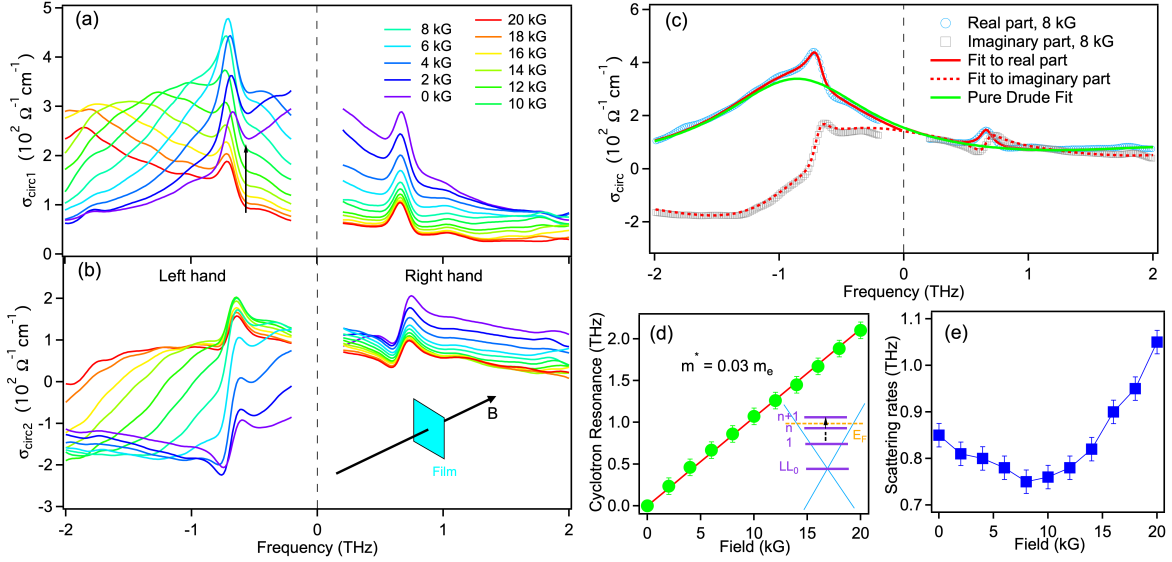 (a)
8 kG
6 kG
4 kG
2 kG
0 kG
20 kG
18 kG
16 kG
14 kG
12 kG
10 kG
σcirc1 (10² Ω⁻¹ cm⁻¹)
5
4
3
2
1
0
(b)
Left hand
Right hand
B
Film
σcirc2 (10² Ω⁻¹ cm⁻¹)
2
1
0
-1
-2
-3
-2
-1
0
1
2
Frequency (THz)
(c)
Real part, 8 kG
Imaginary part, 8 kG
Fit to real part
Fit to imaginary part
Pure Drude Fit
σcirc (10² Ω⁻¹ cm⁻¹)
6
4
2
0
-2
-2
-1
0
1
2
Frequency (THz)
(d)
m* = 0.03 mₑ
n+1
n
1
LL₀
E_F
Cyclotron Resonance (THz)
2.0
1.5
1.0
0.5
0.0
0
5
10
15
20
Field (kG)
(e)
Scattering rates (THz)
1.1
1.0
0.9
0.8
0.7
0
5
10
15
20
Field (kG)